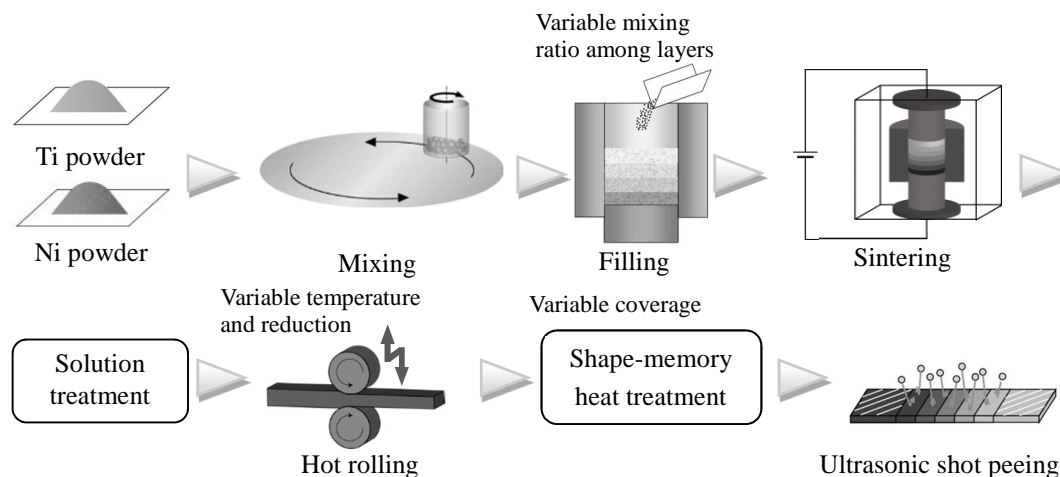 Variable mixing
ratio among layers
Ti powder
Ni powder
Mixing
Filling
Sintering
Variable temperature
and reduction
Variable coverage
Solution
treatment
Shape-memory
heat treatment
Hot rolling
Ultrasonic shot peeing